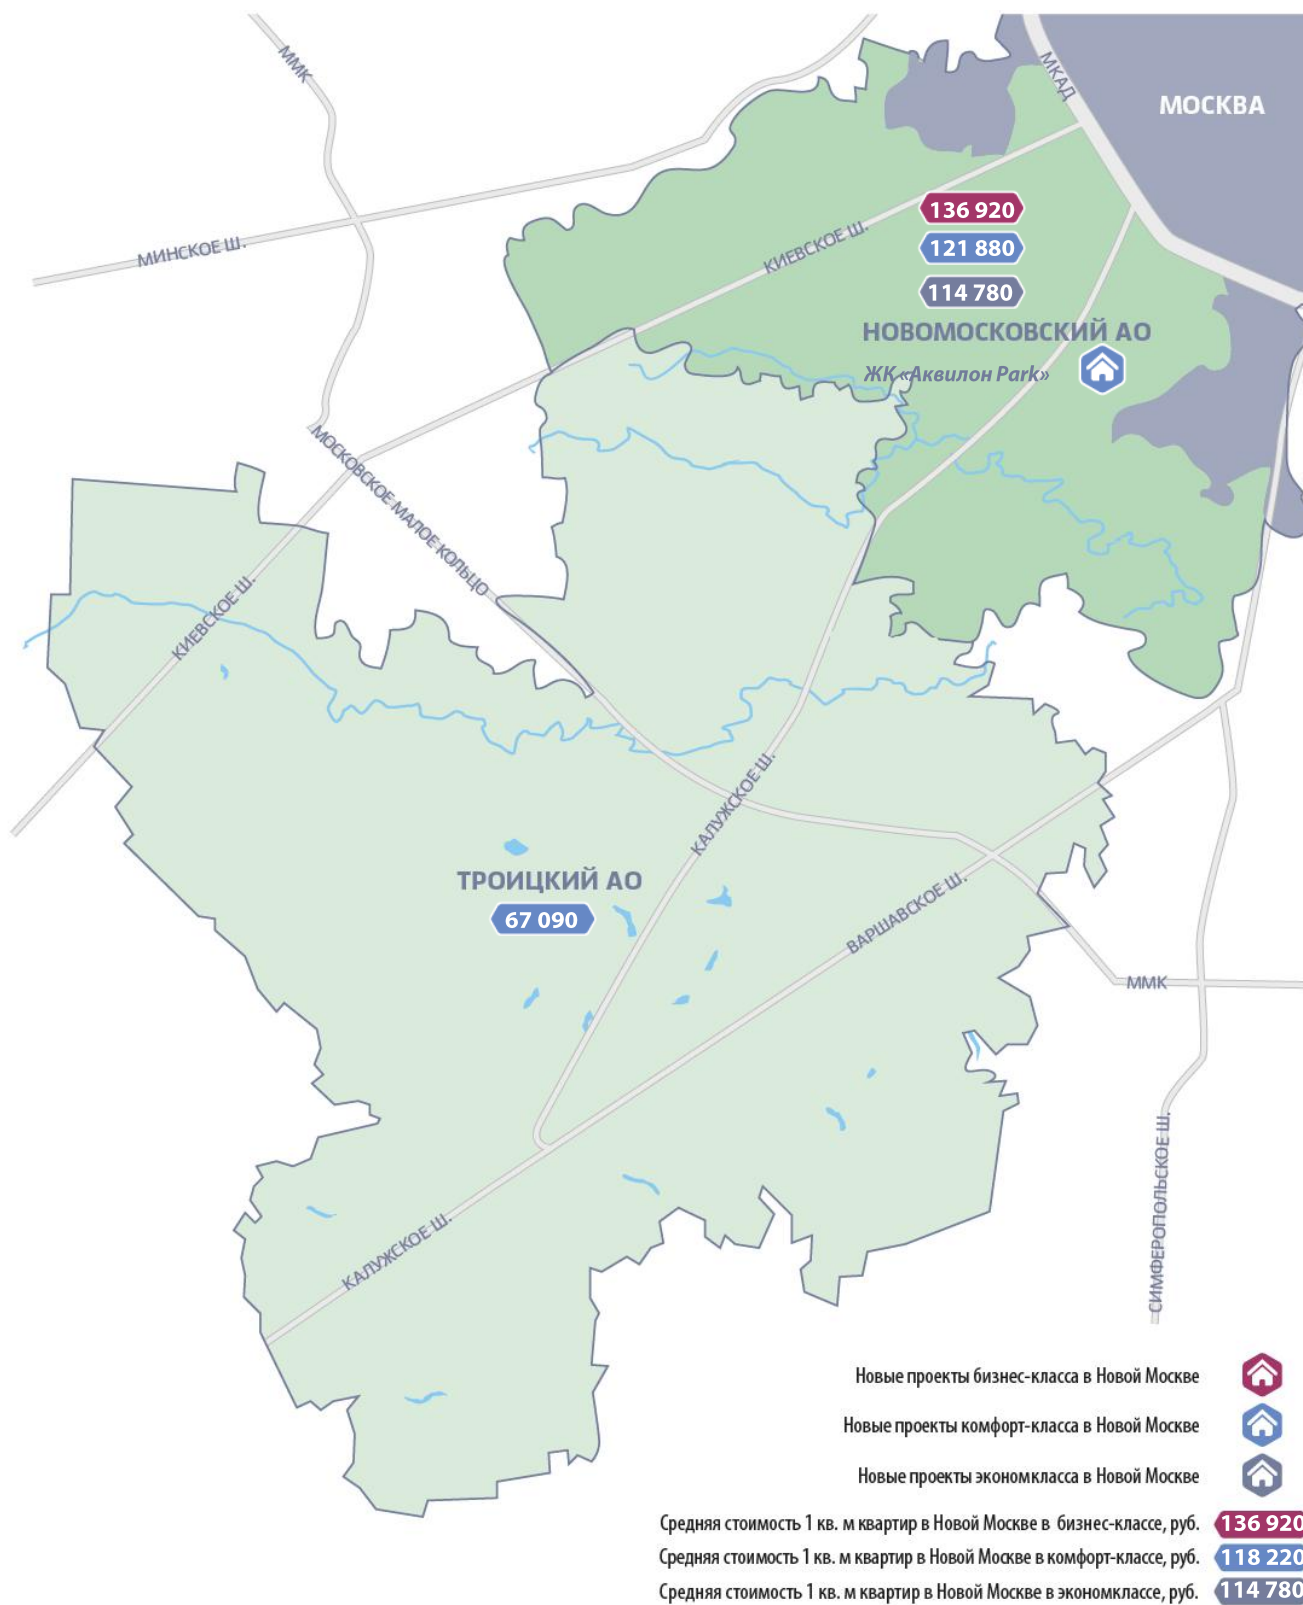 ММК
МКАД
МОСКВА
136 920
МИНСКОЕ Ш.
КИЕВСКОЕ Ш.
121 880
114 780
НОВОМОСКОВСКИЙ АО
ЖК «Аквилон Park»
МОСКОВСКОЕ МАЛОЕ КОЛЬЦО
КИЕВСКОЕ Ш.
КАЛУЖСКОЕ Ш.
ТРОИЦКИЙ АО
67 090
ВАРШАВСКОЕ Ш.
ММК
СИМФЕРОПОЛЬСКОЕ Ш.
КАЛУЖСКОЕ Ш.
Новые проекты бизнес-класса в Новой Москве
Новые проекты комфорт-класса в Новой Москве
Новые проекты экономкласса в Новой Москве
Средняя стоимость 1 кв. м квартир в Новой Москве в бизнес-классе, руб. 136 920
Средняя стоимость 1 кв. м квартир в Новой Москве в комфорт-классе, руб. 118 220
Средняя стоимость 1 кв. м квартир в Новой Москве в экономклассе, руб. 114 780